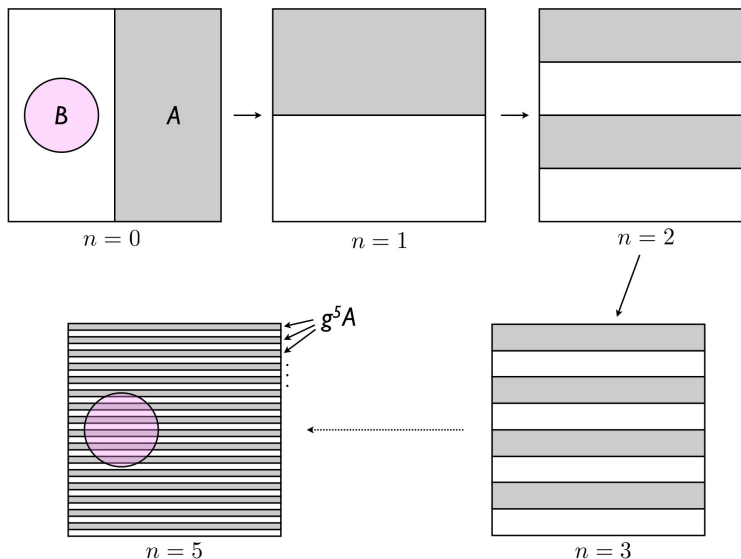 B A
n = 0
n = 1
n = 2
g⁵A
n = 5
n = 3